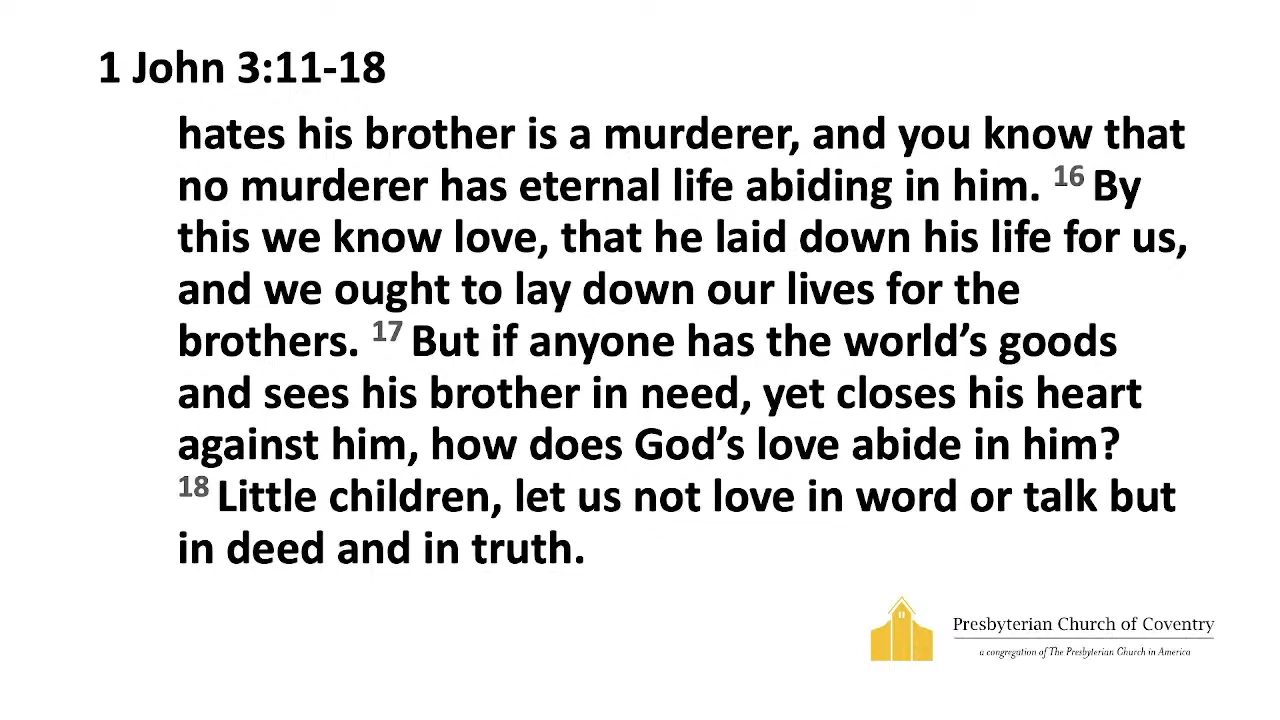 1 John 3:11-18
hates his brother is a murderer, and you know that
no murderer has eternal life abiding in him. 16 By
this we know love, that he laid down his life for us,
and we ought to lay down our lives for the
brothers. 17 But if anyone has the world’s goods
and sees his brother in need, yet closes his heart
against him, how does God’s love abide in him?
18 Little children, let us not love in word or talk but
in deed and in truth.
Presbyterian Church of Coventry
a congregation of The Presbyterian Church in America